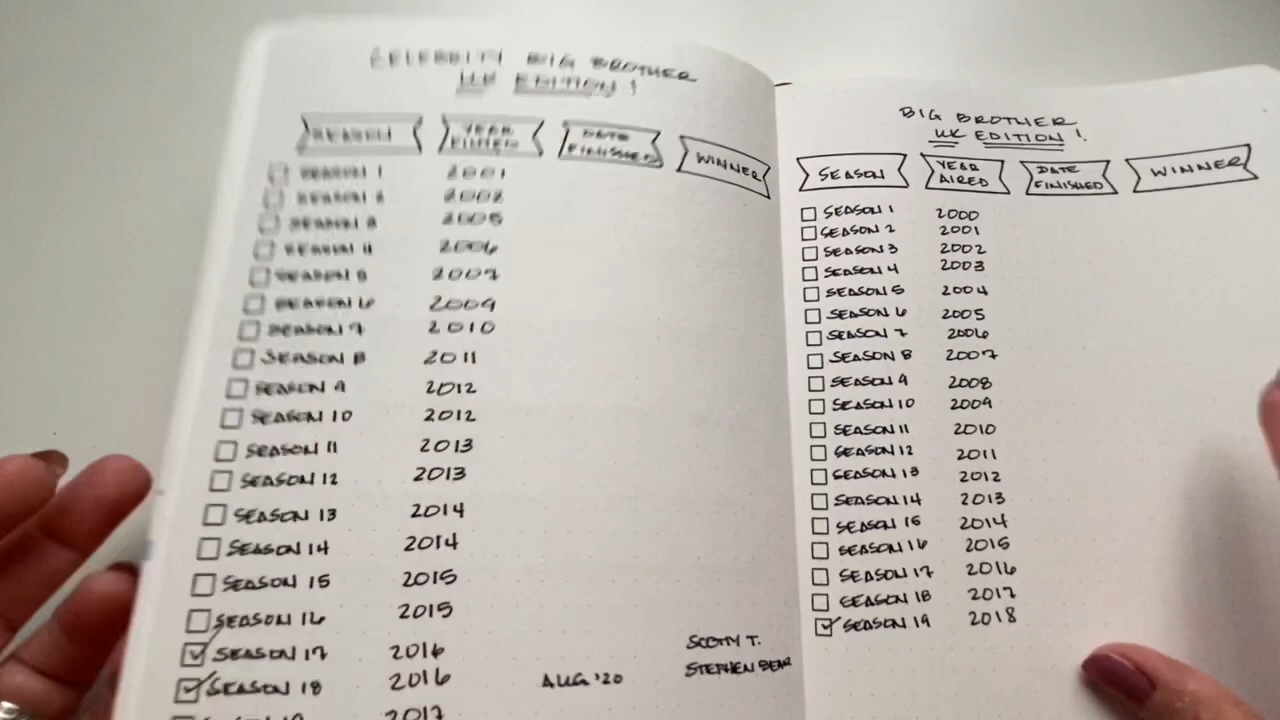 CELEBRITY BIG BROTHER
UK EDITION!
SEASON YEAR FILMED DATE FINISHED WINNER
SEASON 1 2001
SEASON 2 2002
SEASON 3 2005
SEASON 4 2006
SEASON 5 2007
SEASON 6 2009
SEASON 7 2010
SEASON 8 2011
SEASON 9 2012
SEASON 10 2012
SEASON 11 2013
SEASON 12 2013
SEASON 13 2014
SEASON 14 2014
SEASON 15 2015
SEASON 16 2015
SEASON 17 2016 SCOTTY T.
SEASON 18 2016 AUG '20 STEPHEN BEAR
2017
BIG BROTHER
UK EDITION!
SEASON YEAR AIRED DATE FINISHED WINNER
SEASON 1 2000
SEASON 2 2001
SEASON 3 2002
SEASON 4 2003
SEASON 5 2004
SEASON 6 2005
SEASON 7 2006
SEASON 8 2007
SEASON 9 2008
SEASON 10 2009
SEASON 11 2010
SEASON 12 2011
SEASON 13 2012
SEASON 14 2013
SEASON 15 2014
SEASON 16 2015
SEASON 17 2016
SEASON 18 2017
SEASON 19 2018